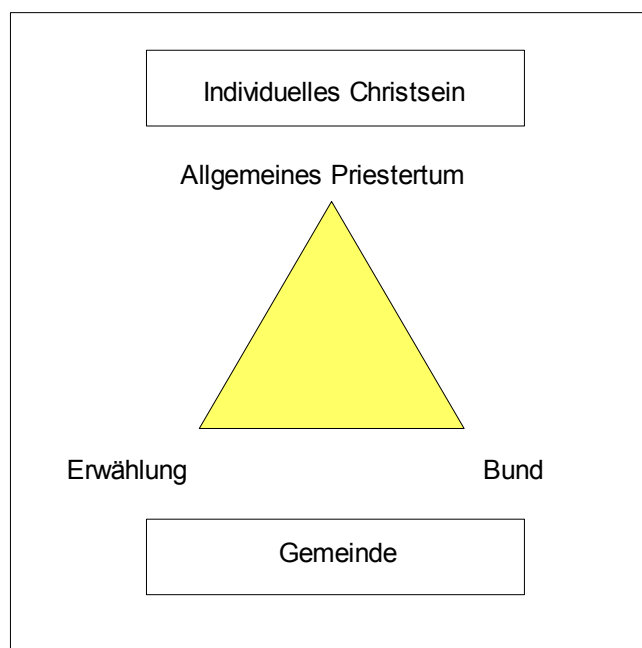 Individuelles Christsein
Allgemeines Priestertum
Erwählung Bund
Gemeinde